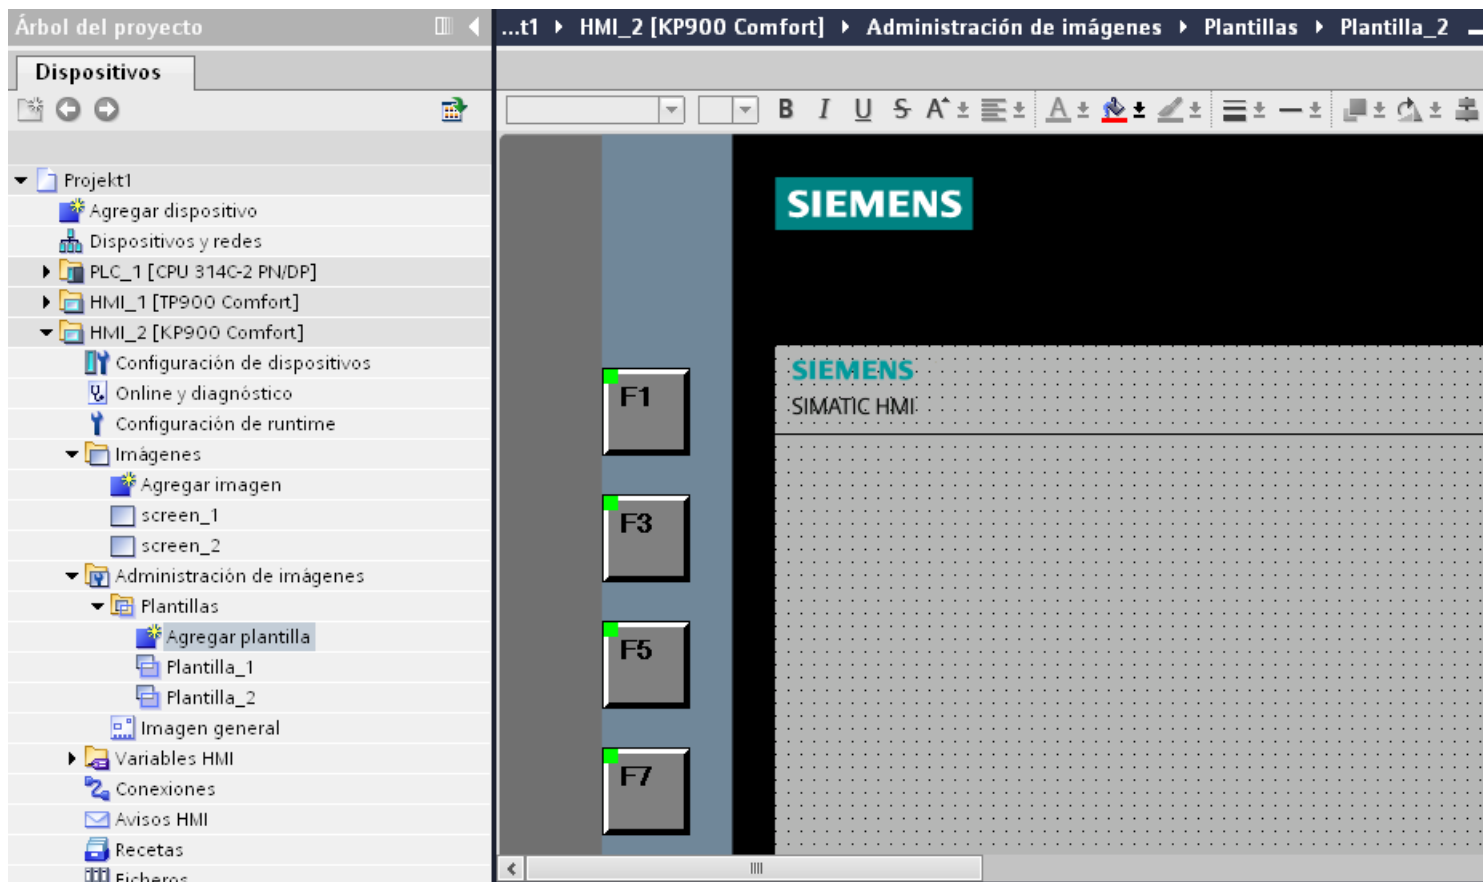 Árbol del proyecto
...t1 ▸ HMI_2 [KP900 Comfort] ▸ Administración de imágenes ▸ Plantillas ▸ Plantilla_2
Dispositivos
B I U S A A
Projekt1
Agregar dispositivo
Dispositivos y redes
PLC_1 [CPU 314C-2 PN/DP]
HMI_1 [TP900 Comfort]
HMI_2 [KP900 Comfort]
Configuración de dispositivos
Online y diagnóstico
Configuración de runtime
Imágenes
Agregar imagen
screen_1
screen_2
Administración de imágenes
Plantillas
Agregar plantilla
Plantilla_1
Plantilla_2
Imagen general
Variables HMI
Conexiones
Avisos HMI
Recetas
Ficheros
SIEMENS
SIEMENS
SIMATIC HMI
F1
F3
F5
F7